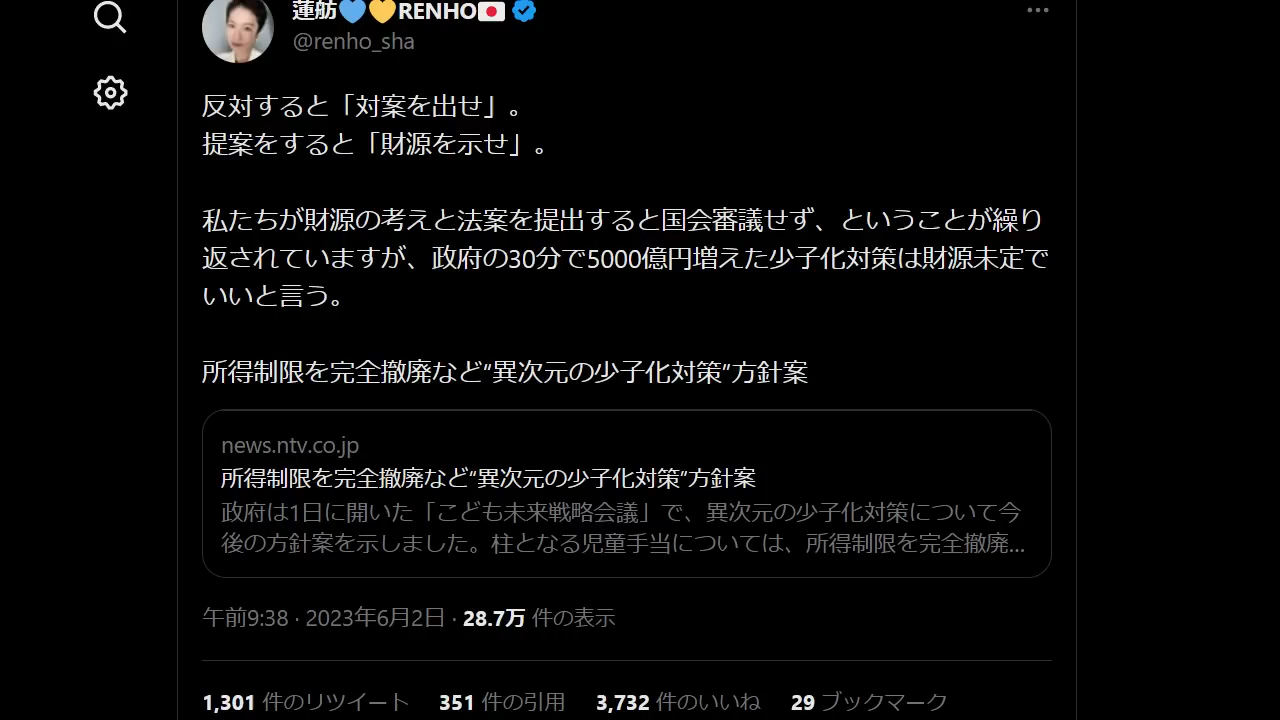 蓮舫💙💛RENHO🇯🇵
@renho_sha
反対すると「対案を出せ」。
提案をすると「財源を示せ」。
私たちが財源の考えと法案を提出すると国会審議せず、ということが繰り
返されていますが、政府の30分で5000億円増えた少子化対策は財源未定で
いいと言う。
所得制限を完全撤廃など“異次元の少子化対策”方針案
news.ntv.co.jp
所得制限を完全撤廃など“異次元の少子化対策”方針案
政府は1日に開いた「こども未来戦略会議」で、異次元の少子化対策について今
後の方針案を示しました。柱となる児童手当については、所得制限を完全撤廃...
午前9:38 · 2023年6月2日 · 28.7万 件の表示
1,301 件のリツイート 351 件の引用 3,732 件のいいね 29 ブックマーク